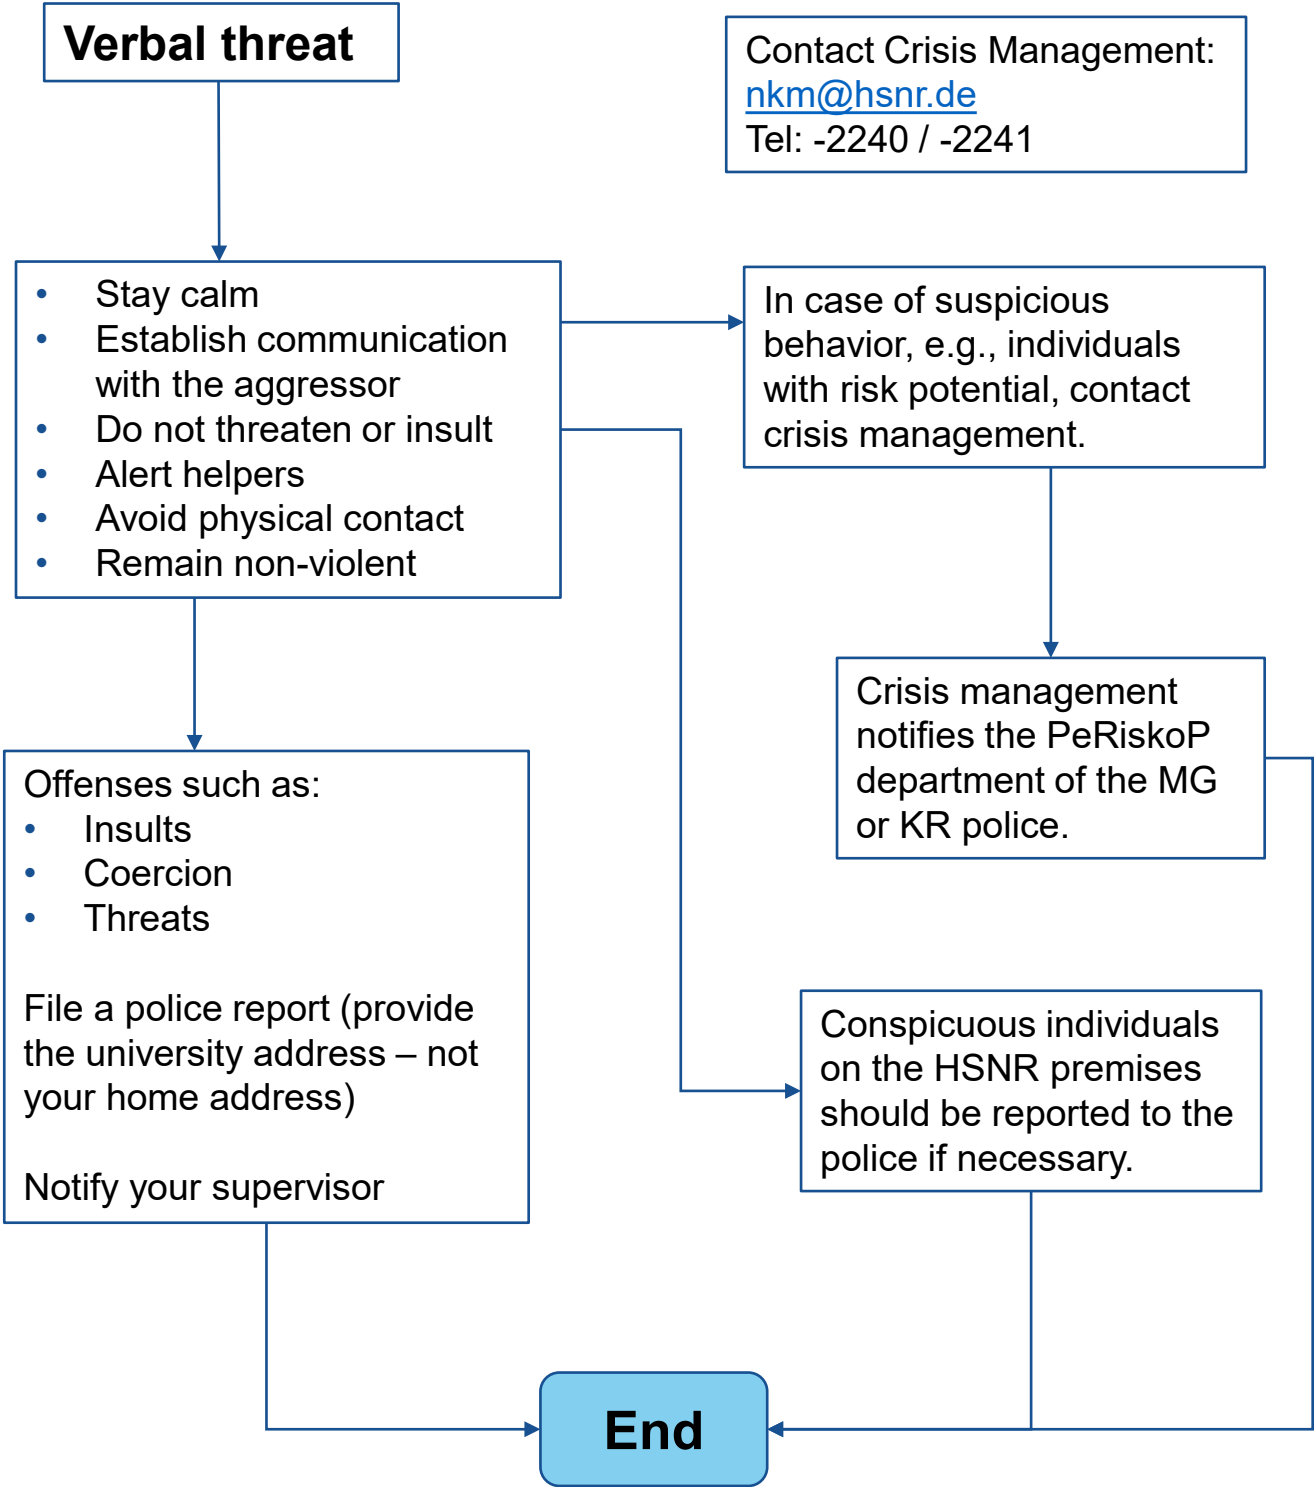 Verbal threat
Contact Crisis Management:
nkm@hsnr.de
Tel: -2240 / -2241
• Stay calm
• Establish communication
with the aggressor
• Do not threaten or insult
• Alert helpers
• Avoid physical contact
• Remain non-violent
In case of suspicious
behavior, e.g., individuals
with risk potential, contact
crisis management.
Crisis management
notifies the PeRiskoP
department of the MG
or KR police.
Offenses such as:
• Insults
• Coercion
• Threats
File a police report (provide
the university address – not
your home address)
Notify your supervisor
Conspicuous individuals
on the HSNR premises
should be reported to the
police if necessary.
End